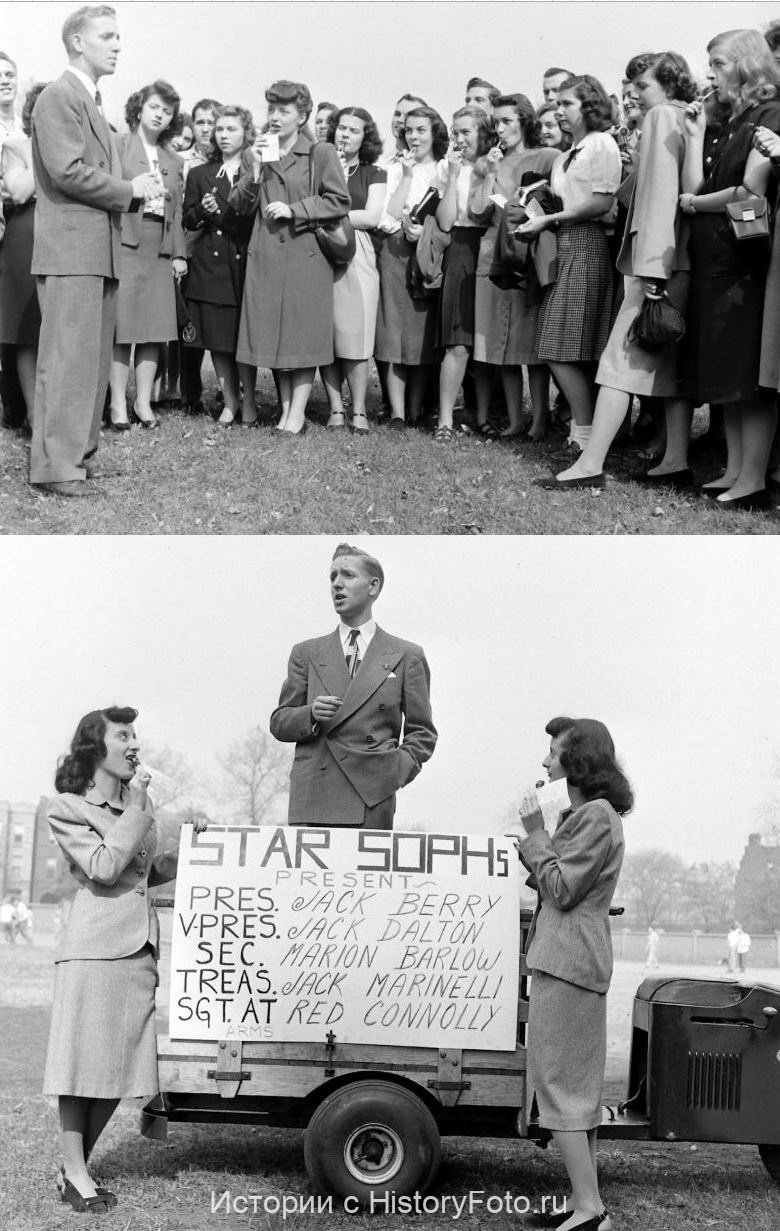 STAR SOPHs
PRESENT
PRES. JACK BERRY
V-PRES. JACK DALTON
SEC. MARION BARLOW
TREAS. JACK MARINELLI
SGT. AT RED CONNOLLY
ARMS
Истории с HistoryFoto.ru